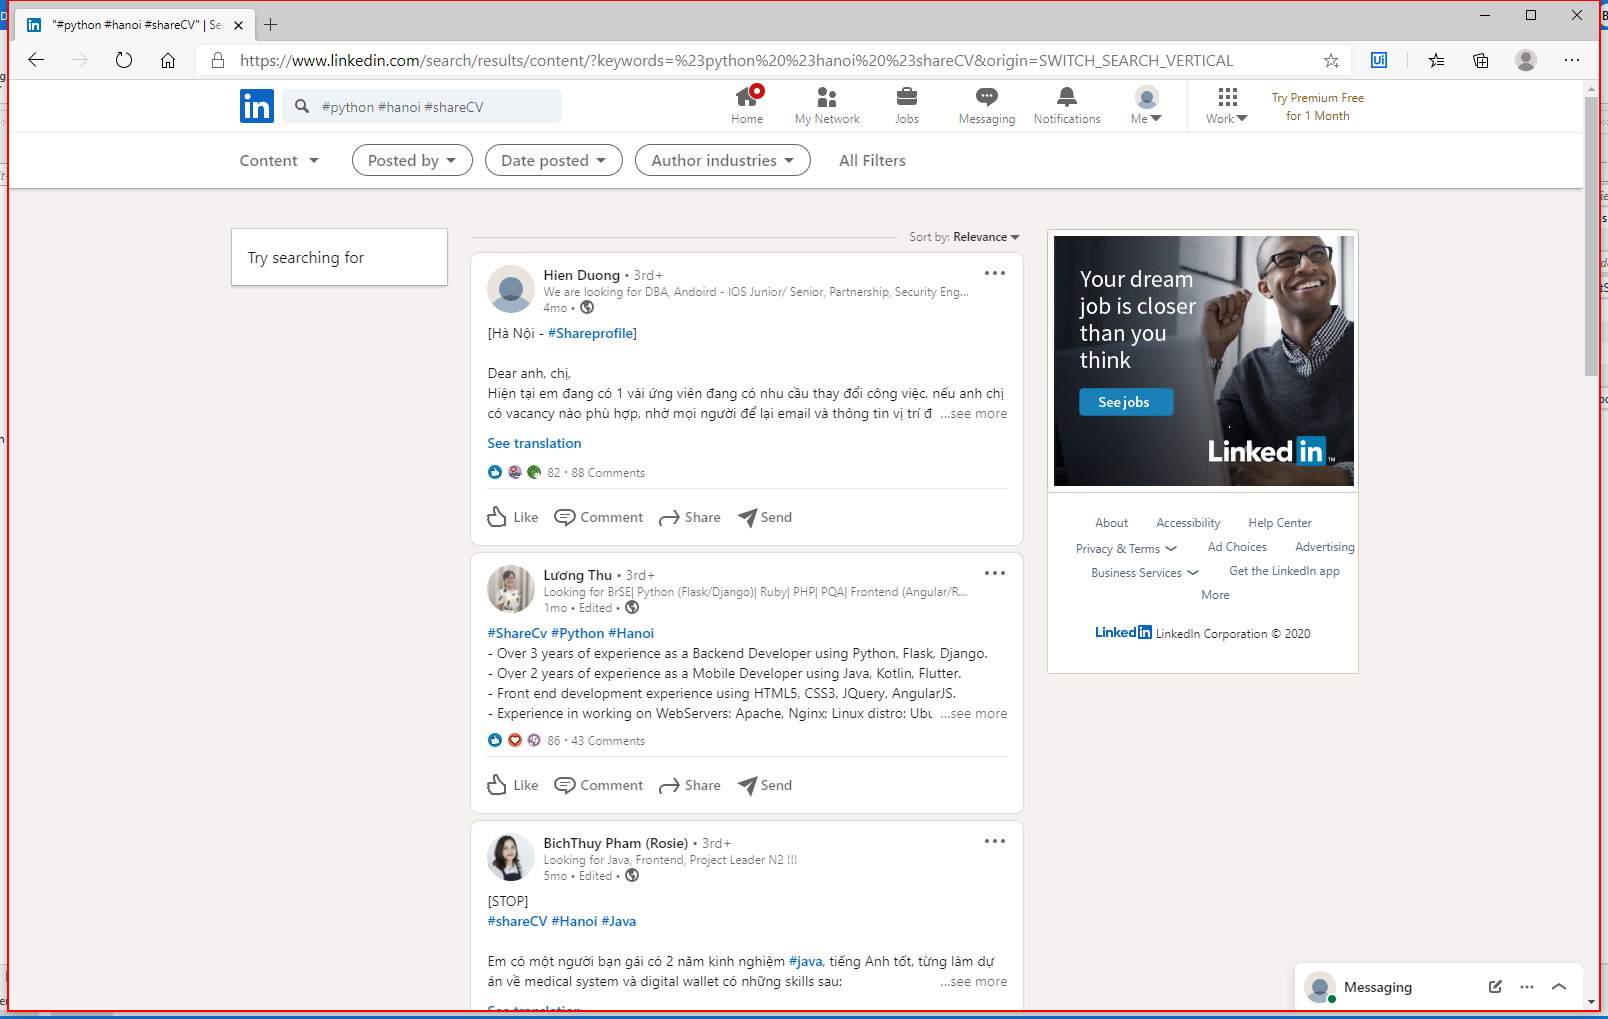 "#python #hanoi #shareCV" | Sea
https://www.linkedin.com/search/results/content/?keywords=%23python%20%23hanoi%20%23shareCV&origin=SWITCH_SEARCH_VERTICAL
in
#python #hanoi #shareCV
Home
My Network
Jobs
Messaging
Notifications
Me
Work
Try Premium Free
for 1 Month
Content
Posted by
Date posted
Author industries
All Filters
Try searching for
Sort by: Relevance
Hien Duong • 3rd+
We are looking for DBA, Andoird - IOS Junior/ Senior, Partnership, Security Eng...
4mo •
[Hà Nội - #Shareprofile]
Dear anh, chị,
Hiện tại em đang có 1 vài ứng viên đang có nhu cầu thay đổi công việc, nếu anh chị
có vacancy nào phù hợp, nhờ mọi người để lại email và thông tin vị trí đ ...see more
See translation
82 • 88 Comments
Like Comment Share Send
Lương Thu • 3rd+
Looking for BrSE| Python (Flask/Django)| Ruby| PHP| PQA| Frontend (Angular/R...
1mo • Edited •
#ShareCv #Python #Hanoi
- Over 3 years of experience as a Backend Developer using Python, Flask, Django.
- Over 2 years of experience as a Mobile Developer using Java, Kotlin, Flutter.
- Front end development experience using HTML5, CSS3, JQuery, AngularJS.
- Experience in working on WebServers: Apache, Nginx; Linux distro: Ubu ...see more
86 • 43 Comments
Like Comment Share Send
BichThuy Pham (Rosie) • 3rd+
Looking for Java, Frontend, Project Leader N2 !!!
5mo • Edited •
[STOP]
#shareCV #Hanoi #Java
Em có một người bạn gái có 2 năm kinh nghiệm #java, tiếng Anh tốt, từng làm dự
án về medical system và digital wallet có những skills sau: ...see more
See translation
Your dream
job is closer
than you
think
See jobs
Linked in ™
About Accessibility Help Center
Privacy & Terms Ad Choices Advertising
Business Services Get the LinkedIn app
More
Linked in LinkedIn Corporation © 2020
Messaging